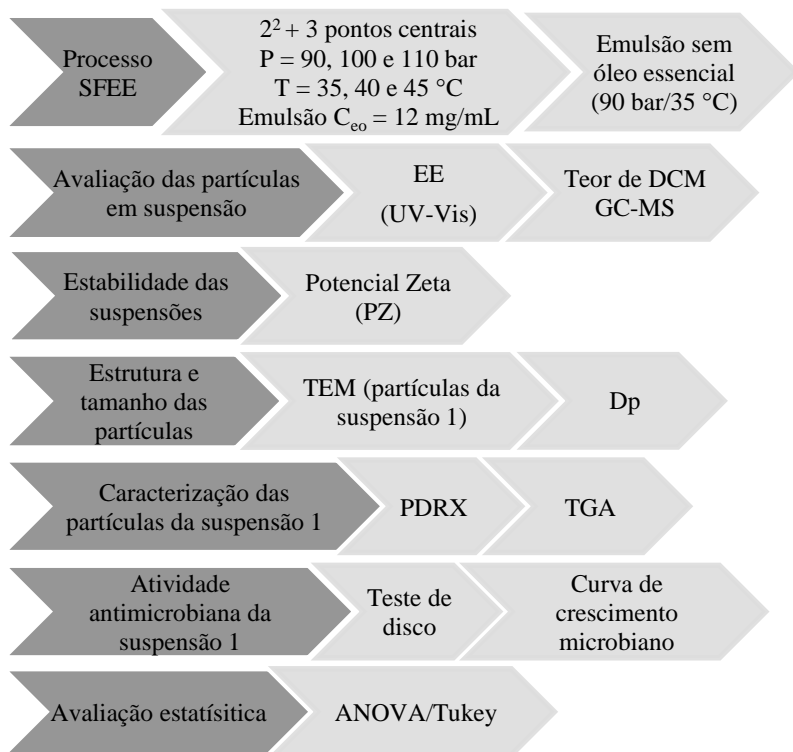 Processo
SFEE
2² + 3 pontos centrais
P = 90, 100 e 110 bar
T = 35, 40 e 45 °C
Emulsão Ceo = 12 mg/mL
Emulsão sem
óleo essencial
(90 bar/35 °C)
Avaliação das partículas
em suspensão
EE
(UV-Vis)
Teor de DCM
GC-MS
Estabilidade das
suspensões
Potencial Zeta
(PZ)
Estrutura e
tamanho das
partículas
TEM (partículas da
suspensão 1)
Dp
Caracterização das
partículas da suspensão 1
PDRX
TGA
Atividade
antimicrobiana da
suspensão 1
Teste de
disco
Curva de
crescimento
microbiano
Avaliação estatísitica
ANOVA/Tukey